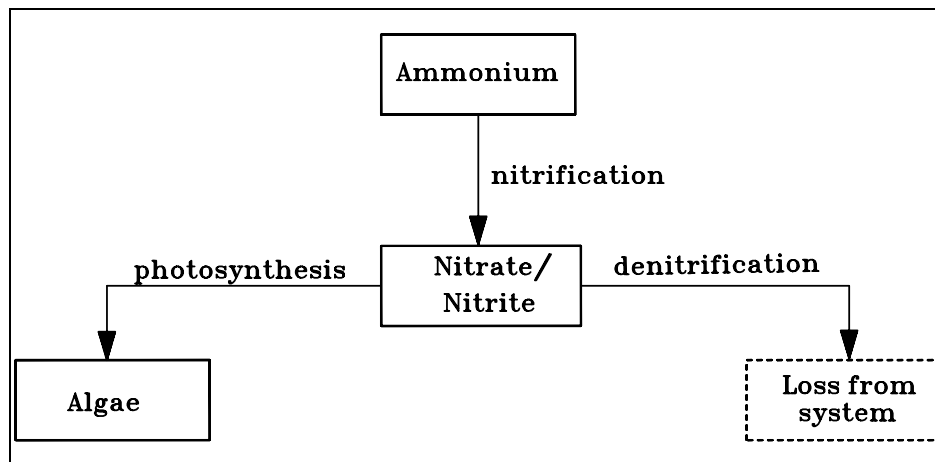 Ammonium
nitrification
photosynthesis
Nitrate/
Nitrite
denitrification
Algae
Loss from
system